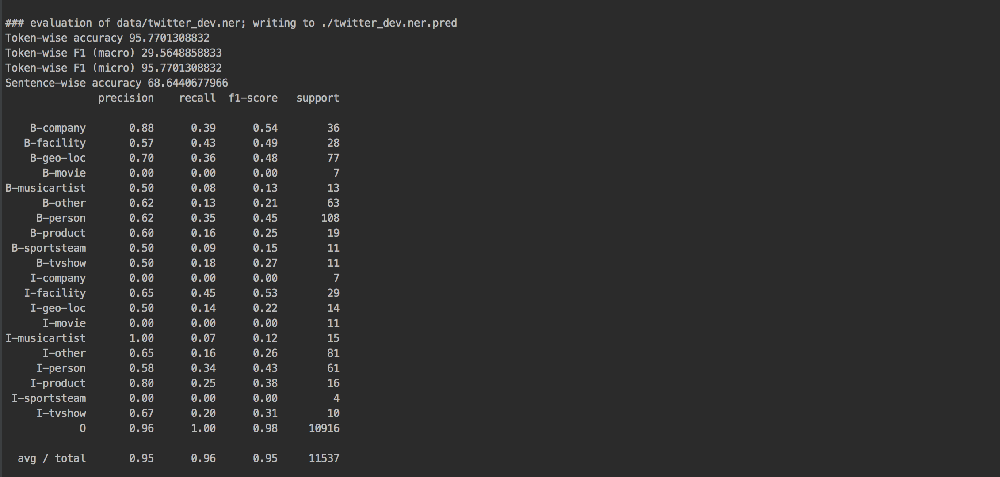 ### evaluation of data/twitter_dev.ner; writing to ./twitter_dev.ner.pred
Token-wise accuracy 95.7701308832
Token-wise F1 (macro) 29.5648858833
Token-wise F1 (micro) 95.7701308832
Sentence-wise accuracy 68.6440677966
precision recall f1-score support
B-company 0.88 0.39 0.54 36
B-facility 0.57 0.43 0.49 28
B-geo-loc 0.70 0.36 0.48 77
B-movie 0.00 0.00 0.00 7
B-musicartist 0.50 0.08 0.13 13
B-other 0.62 0.13 0.21 63
B-person 0.62 0.35 0.45 108
B-product 0.60 0.16 0.25 19
B-sportsteam 0.50 0.09 0.15 11
B-tvshow 0.50 0.18 0.27 11
I-company 0.00 0.00 0.00 7
I-facility 0.65 0.45 0.53 29
I-geo-loc 0.50 0.14 0.22 14
I-movie 0.00 0.00 0.00 11
I-musicartist 1.00 0.07 0.12 15
I-other 0.65 0.16 0.26 81
I-person 0.58 0.34 0.43 61
I-product 0.80 0.25 0.38 16
I-sportsteam 0.00 0.00 0.00 4
I-tvshow 0.67 0.20 0.31 10
O 0.96 1.00 0.98 10916
avg / total 0.95 0.96 0.95 11537